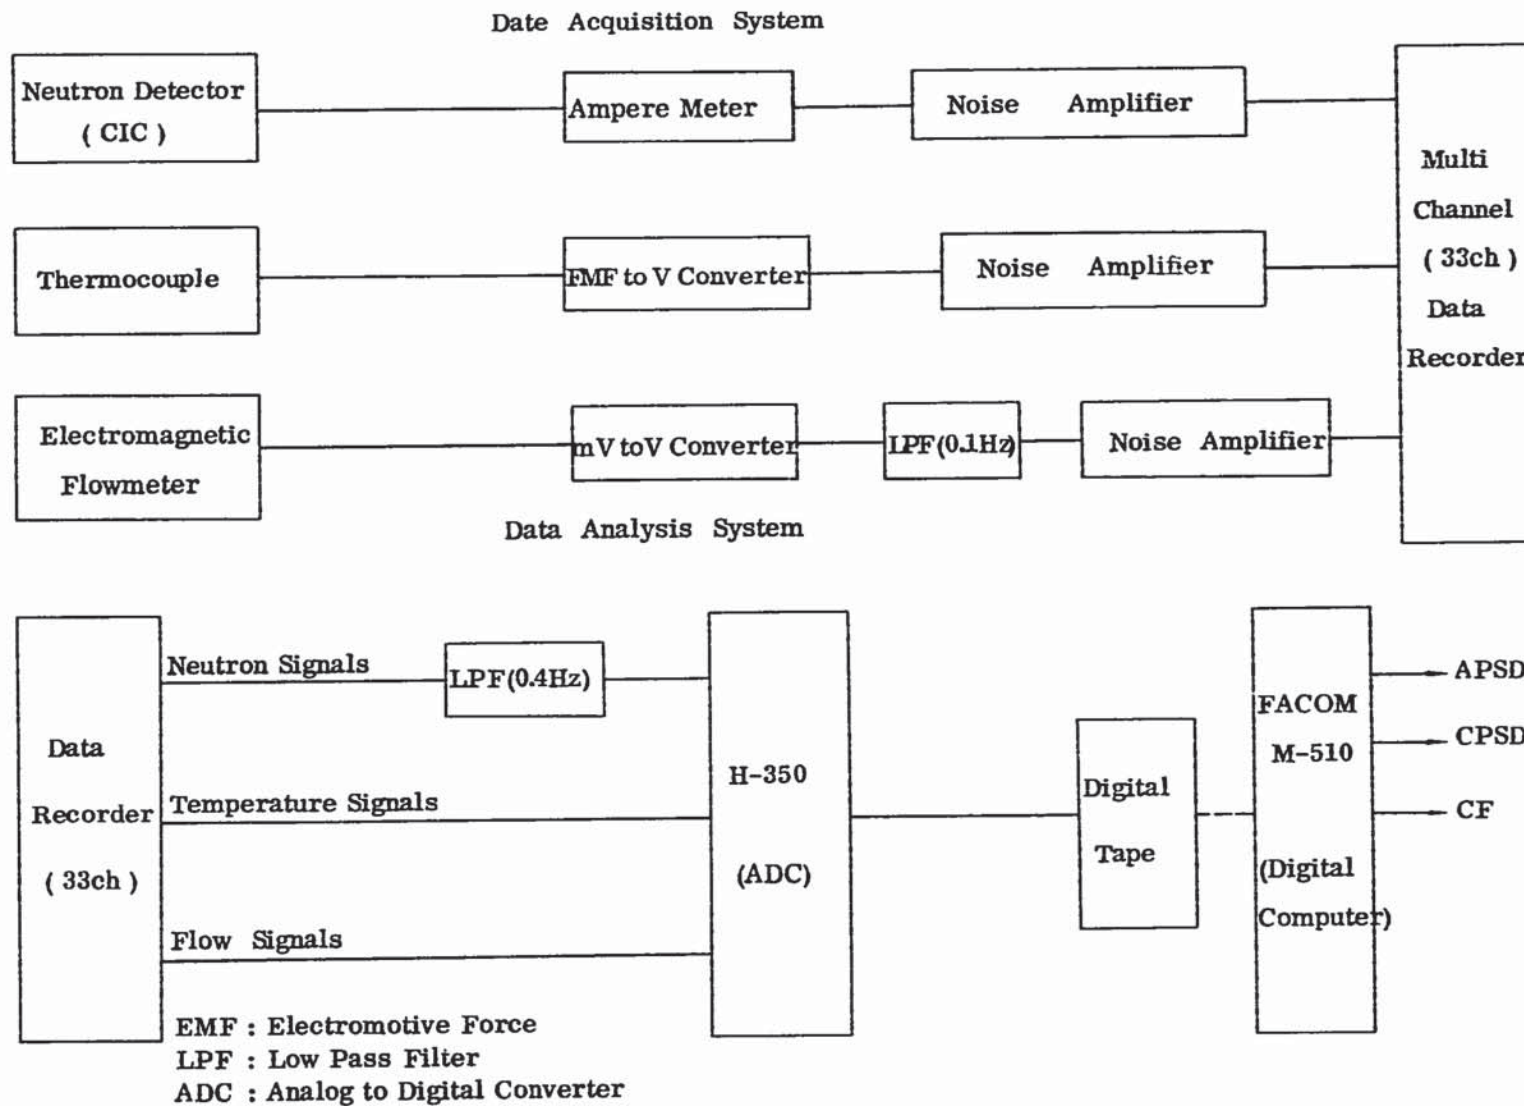 Date Acquisition System
Neutron Detector
( CIC )
Ampere Meter
Noise Amplifier
Thermocouple
FMF to V Converter
Noise Amplifier
Electromagnetic
Flowmeter
mV to V Converter
LPF(0.1Hz)
Noise Amplifier
Multi
Channel
( 33ch )
Data
Recorder
Data Analysis System
Data
Recorder
( 33ch )
Neutron Signals
LPF(0.4Hz)
Temperature Signals
Flow Signals
H-350
(ADC)
Digital
Tape
FACOM
M-510
(Digital
Computer)
APSD
CPSD
CF
EMF : Electromotive Force
LPF : Low Pass Filter
ADC : Analog to Digital Converter